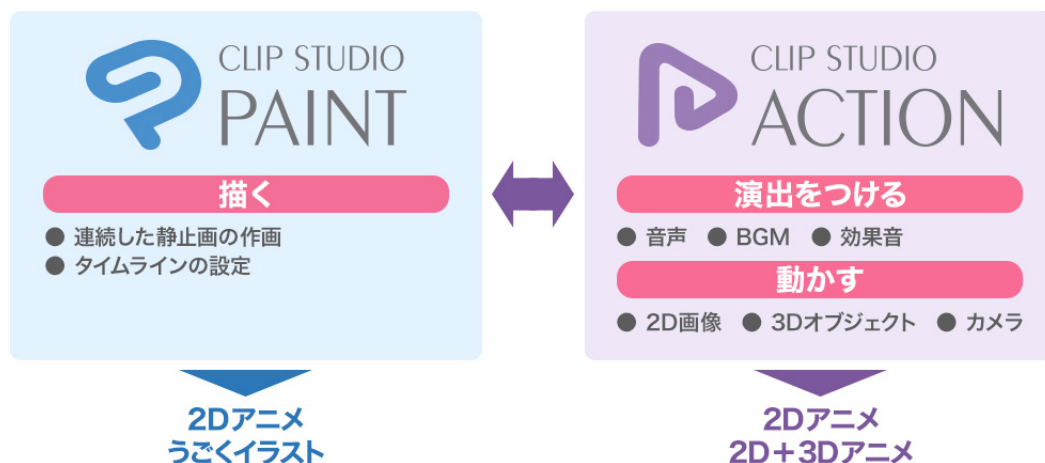 CLIP STUDIO
PAINT
描く
● 連続した静止画の作画
● タイムラインの設定
2Dアニメ
うごくイラスト
CLIP STUDIO
ACTION
演出をつける
● 音声 ● BGM ● 効果音
動かす
● 2D画像 ● 3Dオブジェクト ● カメラ
2Dアニメ
2D＋3Dアニメ